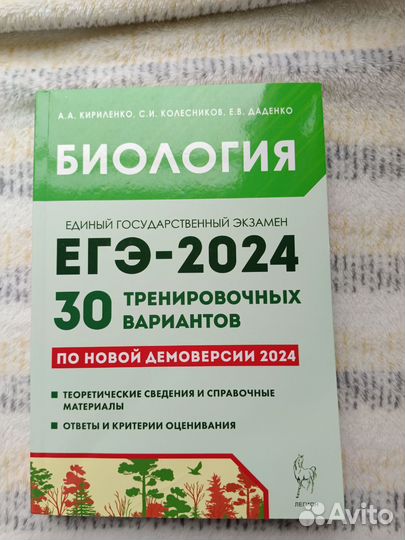 А.А. КИРИЛЕНКО, С.И. КОЛЕСНИКОВ, Е.В. ДАДЕНКО
БИОЛОГИЯ
ЕДИНЫЙ ГОСУДАРСТВЕННЫЙ ЭКЗАМЕН
ЕГЭ-2024
30 ТРЕНИРОВОЧНЫХ
ВАРИАНТОВ
ПО НОВОЙ ДЕМОВЕРСИИ 2024
ТЕОРЕТИЧЕСКИЕ СВЕДЕНИЯ И СПРАВОЧНЫЕ
МАТЕРИАЛЫ
ОТВЕТЫ И КРИТЕРИИ ОЦЕНИВАНИЯ
ЛЕГИОН
Avito